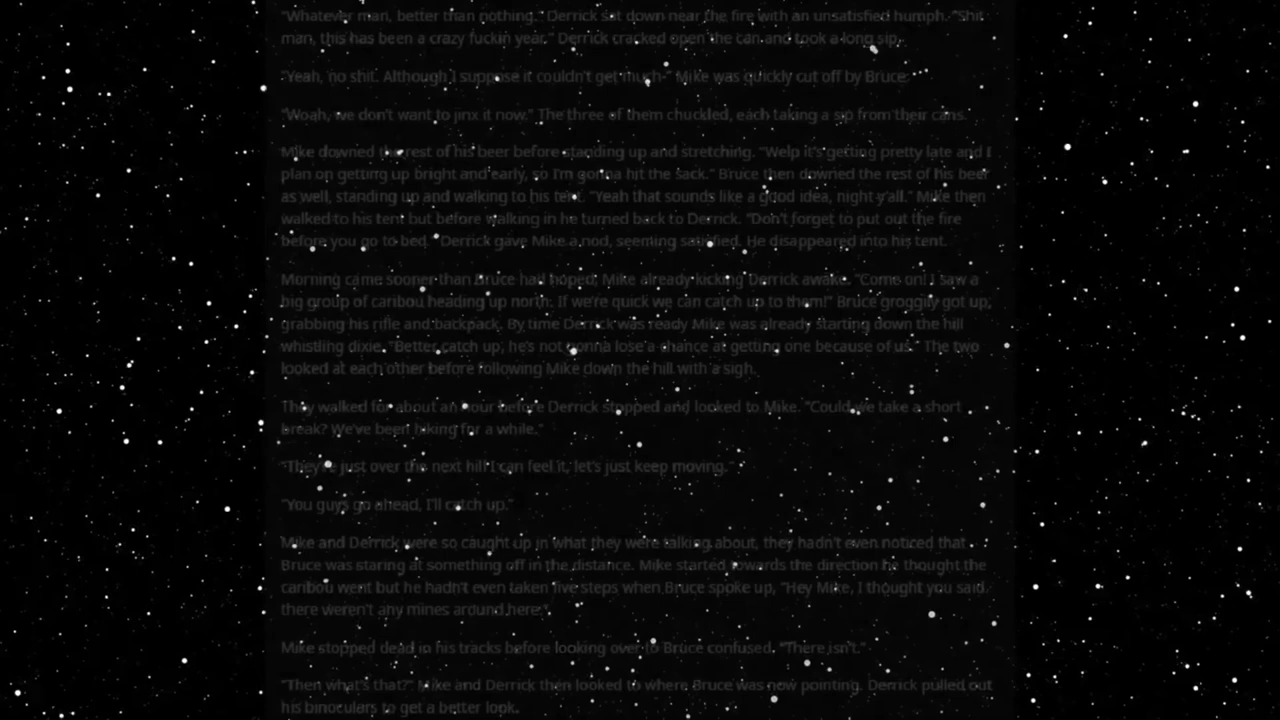 "Whatever man, better than nothing." Derrick sat down near the fire with an unsatisfied humph. "Shit
man, this has been a crazy fuckin year." Derrick cracked open the can and took a long sip.
"Yeah, no shit. Although I suppose it couldn't get much-" Mike was quickly cut off by Bruce.
"Woah, we don't want to jinx it now." The three of them chuckled, each taking a sip from their cans.
Mike downed the rest of his beer before standing up and stretching. "Welp it's getting pretty late and I
plan on getting up bright and early, so I'm gonna hit the sack." Bruce then downed the rest of his beer
as well, standing up and walking to his tent. "Yeah that sounds like a good idea, night y'all." Mike then
walked to his tent but before walking in he turned back to Derrick. "Don't forget to put out the fire
before you go to bed." Derrick gave Mike a nod, seeming satisfied. He disappeared into his tent.
Morning came sooner than Bruce had hoped, Mike already kicking Derrick awake. "Come on! I saw a
big group of caribou heading up north. If we're quick we can catch up to them!" Bruce groggily got up,
grabbing his rifle and backpack. By time Derrick was ready Mike was already starting down the hill
whistling dixie. "Better catch up, he's not gonna lose a chance at getting one because of us." The two
looked at each other before following Mike down the hill with a sigh.
They walked for about an hour before Derrick stopped and looked to Mike. "Could we take a short
break? We've been hiking for a while."
"They're just over the next hill I can feel it, let's just keep moving."
"You guys go ahead, I'll catch up."
Mike and Derrick were so caught up in what they were talking about, they hadn't even noticed that
Bruce was staring at something off in the distance. Mike started towards the direction he thought the
caribou went but he hadn't even taken five steps when Bruce spoke up, "Hey Mike, I thought you said
there weren't any mines around here".
Mike stopped dead in his tracks before looking over to Bruce confused. "There isn't."
"Then what's that?" Mike and Derrick then looked to where Bruce was now pointing. Derrick pulled out
his binoculars to get a better look.